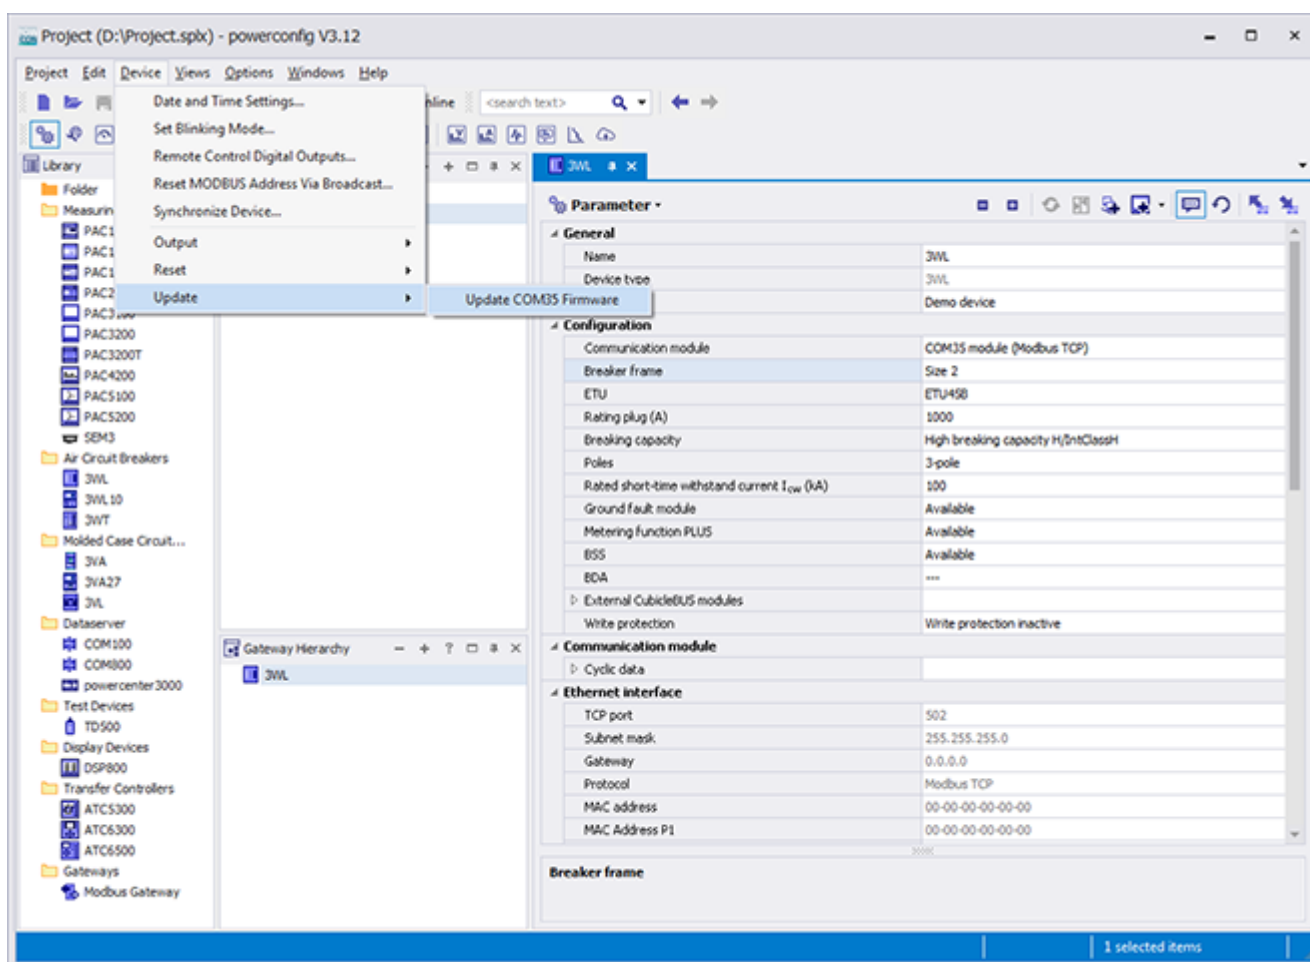 Project (D:\Project.splx) - powerconfig V3.12
Project Edit Device Views Options Windows Help
<search text>
Date and Time Settings...
Set Blinking Mode...
Remote Control Digital Outputs...
Reset MODBUS Address Via Broadcast...
Synchronize Device...
Output
Reset
Update
Update COM35 Firmware
Library
Folder
PAC3200
PAC3200T
PAC4200
PAC5100
PAC5200
SEM3
Air Circuit Breakers
3WL
3WL10
3WT
Molded Case Circuit...
3VA
3VA27
3VL
Dataserver
COM100
COM800
powercenter3000
Test Devices
TD500
Display Devices
DSP800
Transfer Controllers
ATC5300
ATC6300
ATC6500
Gateways
Modbus Gateway
Gateway Hierarchy
3WL
3WL
Parameter
General
Name 3WL
Device type 3WL
Demo device
Configuration
Communication module COM35 module (Modbus TCP)
Breaker frame Size 2
ETU ETU45B
Rating plug (A) 1000
Breaking capacity High breaking capacity H/IntClassH
Poles 3-pole
Rated short-time withstand current Icw (kA) 100
Ground fault module Available
Metering function PLUS Available
BSS Available
BDA ---
External CubicleBUS modules
Write protection Write protection inactive
Communication module
Cyclic data
Ethernet interface
TCP port 502
Subnet mask 255.255.255.0
Gateway 0.0.0.0
Protocol Modbus TCP
MAC address 00-00-00-00-00-00
MAC Address P1 00-00-00-00-00-00
Breaker frame
1 selected items